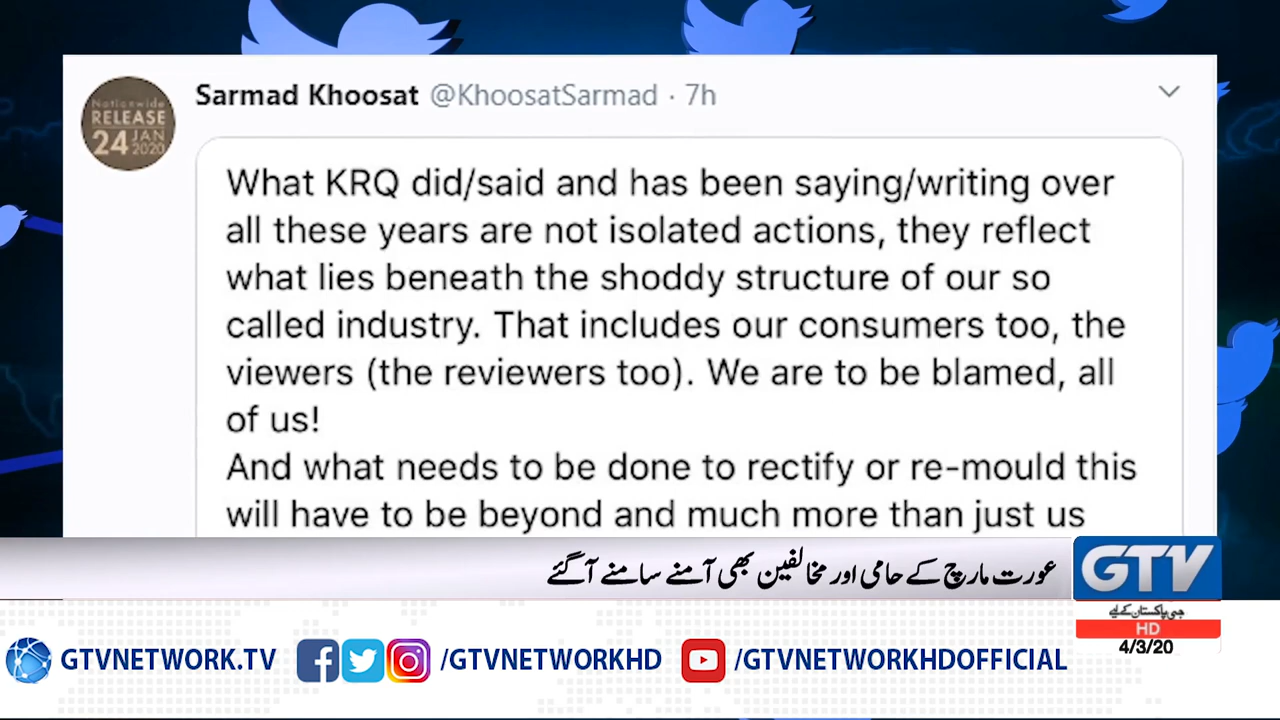 Nationwide
RELEASE
24 JAN 2020
Sarmad Khoosat @KhoosatSarmad · 7h
What KRQ did/said and has been saying/writing over
all these years are not isolated actions, they reflect
what lies beneath the shoddy structure of our so
called industry. That includes our consumers too, the
viewers (the reviewers too). We are to be blamed, all
of us!
And what needs to be done to rectify or re-mould this
will have to be beyond and much more than just us
عورت مارچ کے حامی اور مخالفین بھی آمنے سامنے آگئے
GTV
جی پاکستان کے لیے
HD
4/3/20
GTVNETWORK.TV
/GTVNETWORKHD
/GTVNETWORKHDOFFICIAL